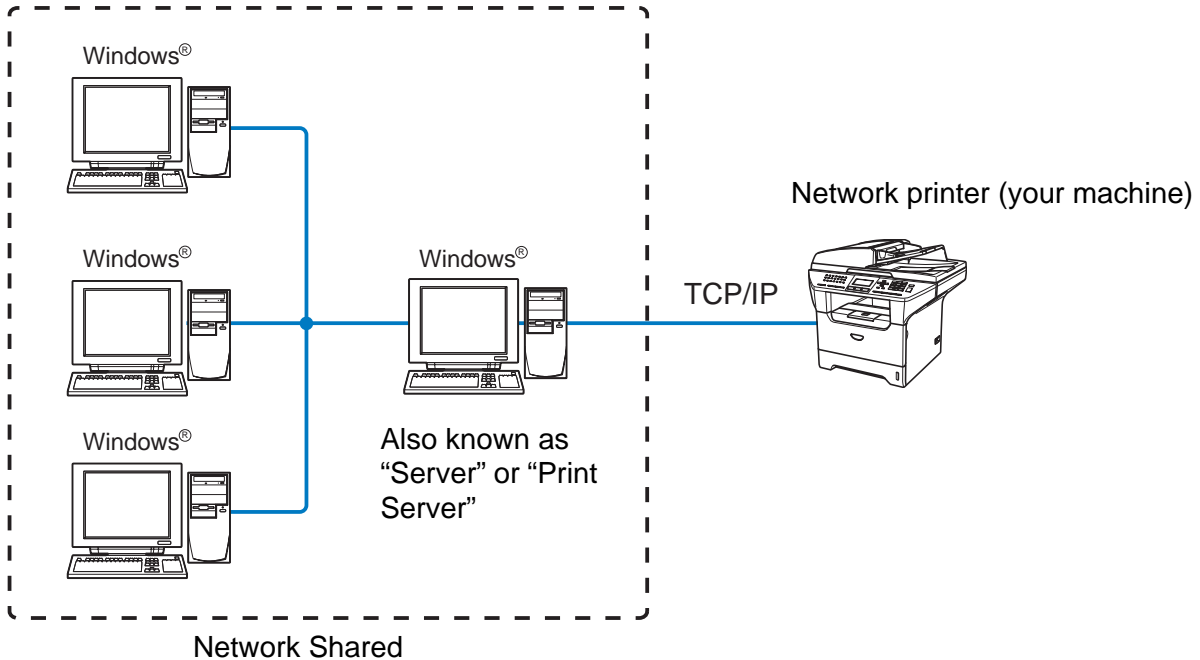 Windows®
Windows®
Windows®
Windows®
Also known as
“Server” or “Print
Server”
TCP/IP
Network printer (your machine)
Network Shared